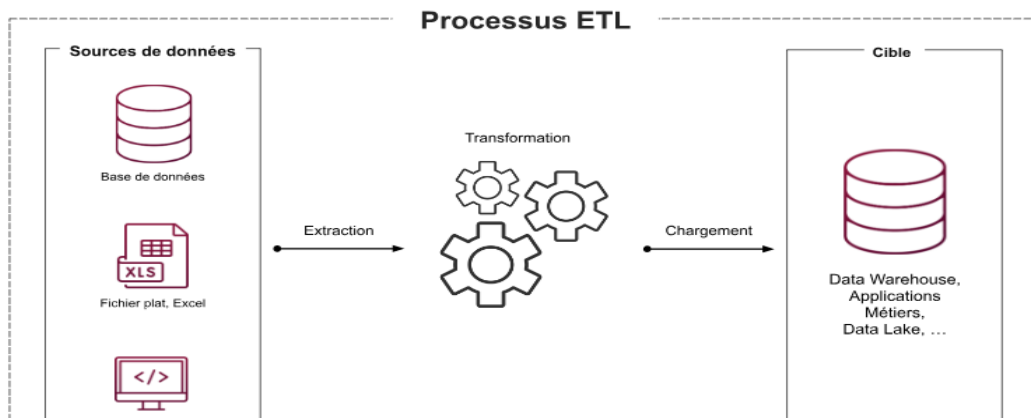 Processus ETL
Sources de données
Base de données
XLS
Fichier plat, Excel
</>
Extraction
Transformation
Chargement
Cible
Data Warehouse,
Applications
Métiers,
Data Lake, ...